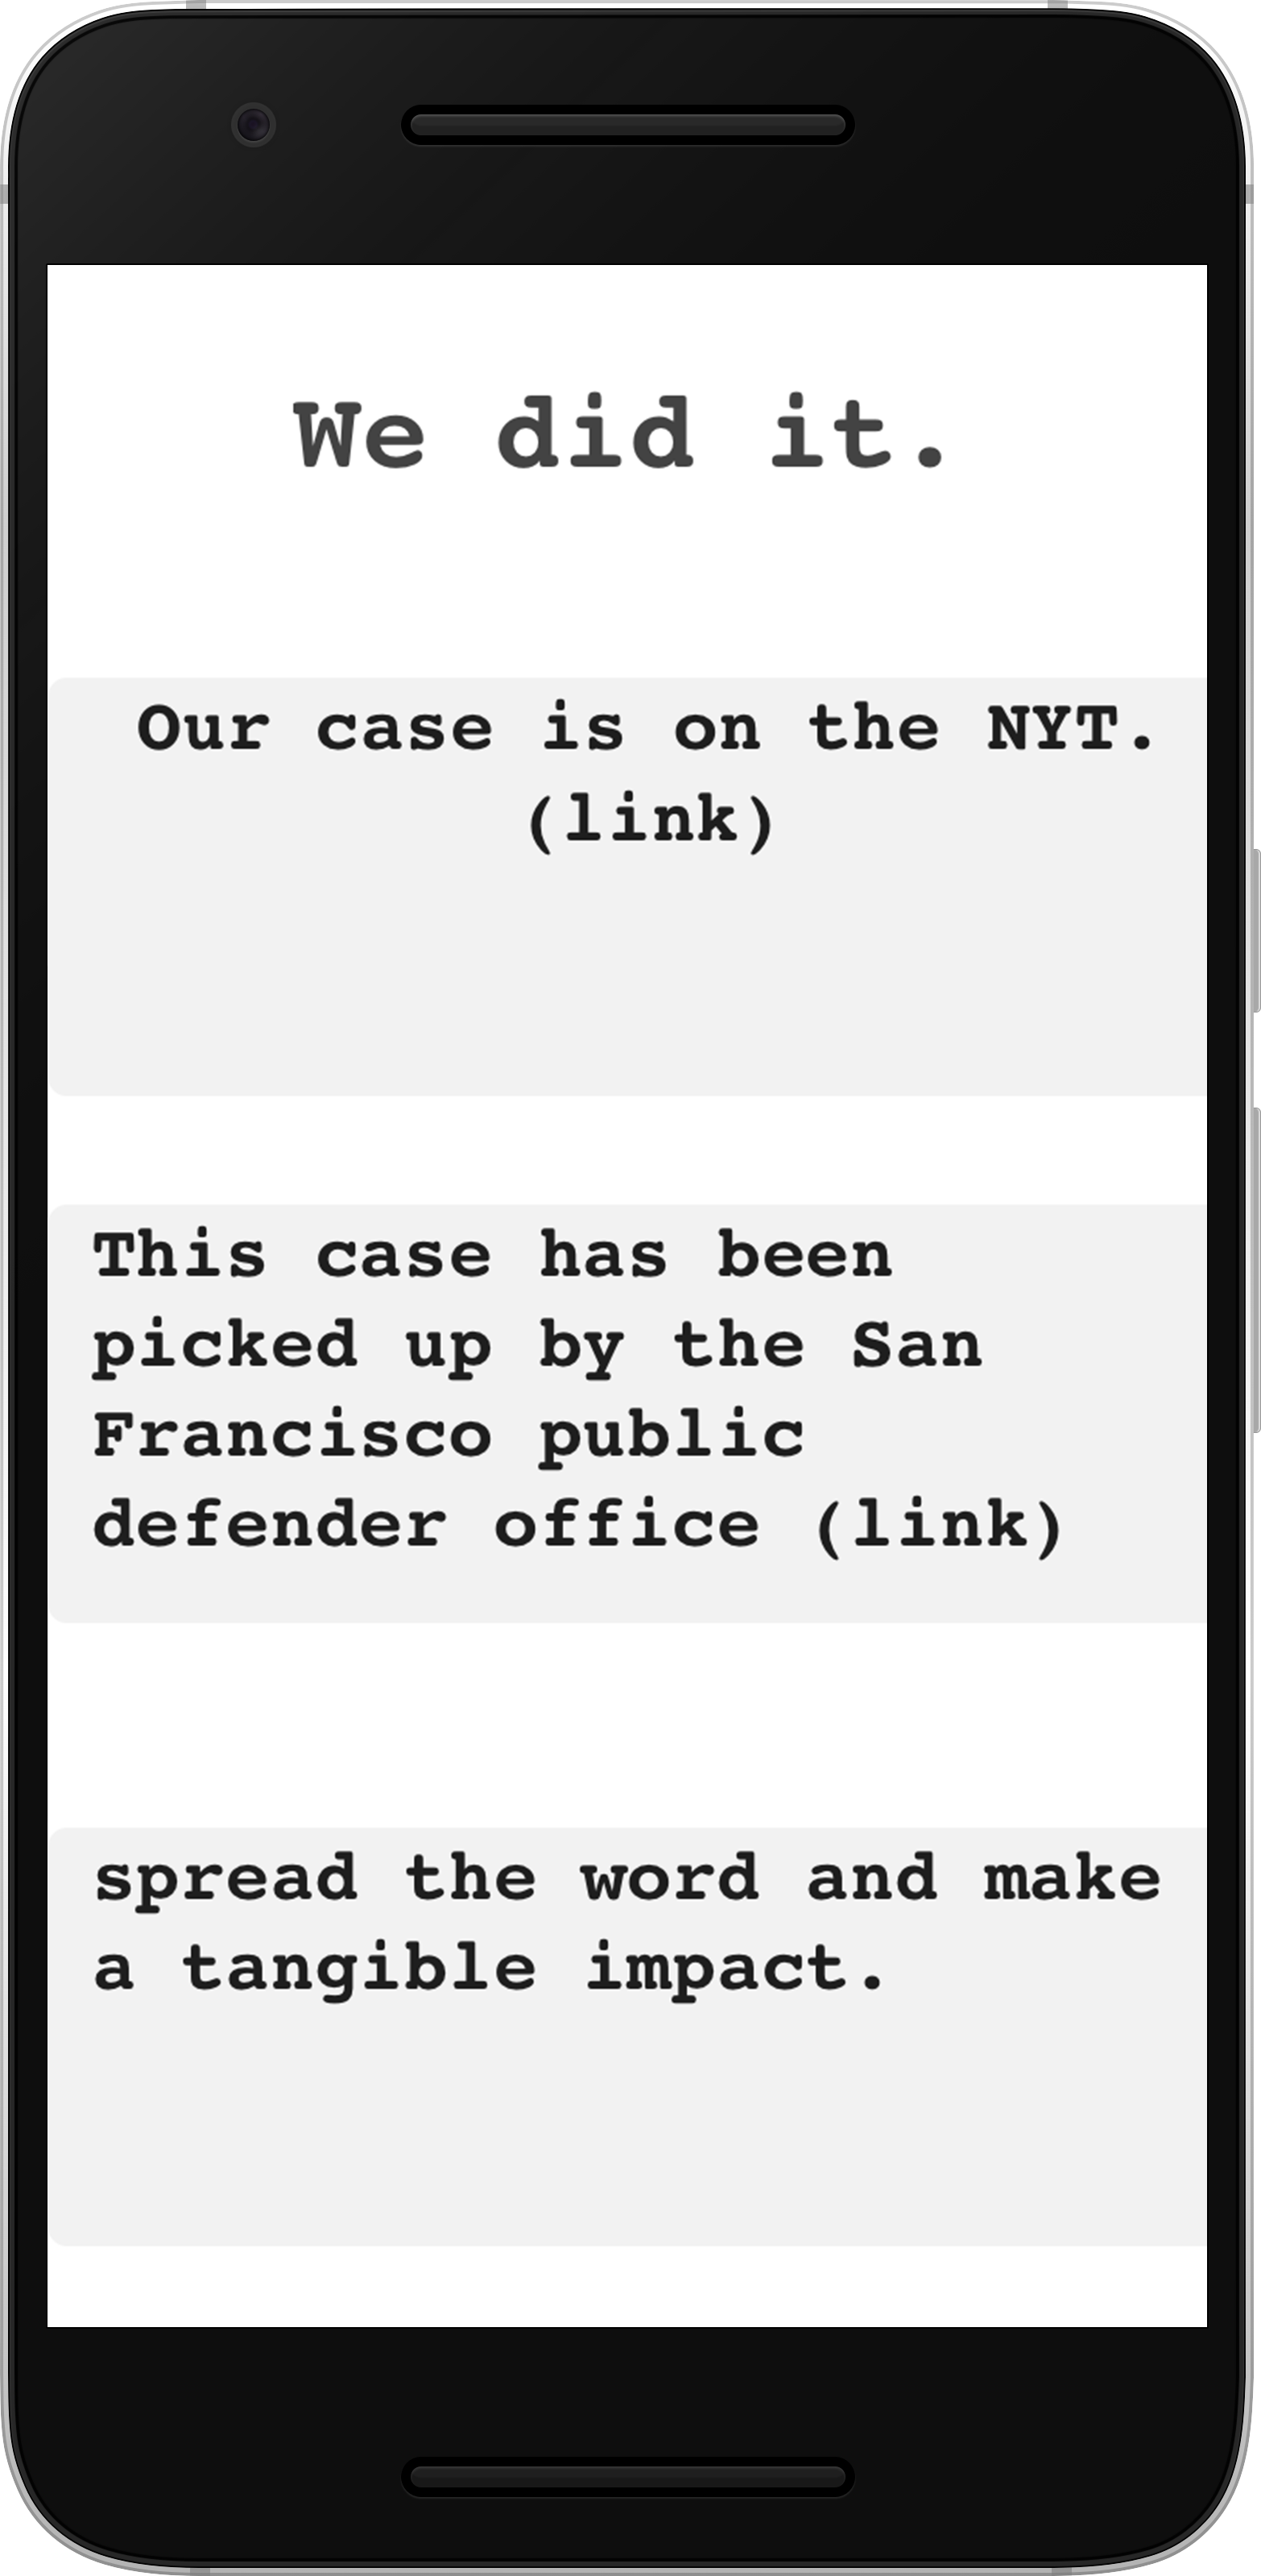 We did it.
Our case is on the NYT.
(link)
This case has been
picked up by the San
Francisco public
defender office (link)
spread the word and make
a tangible impact.